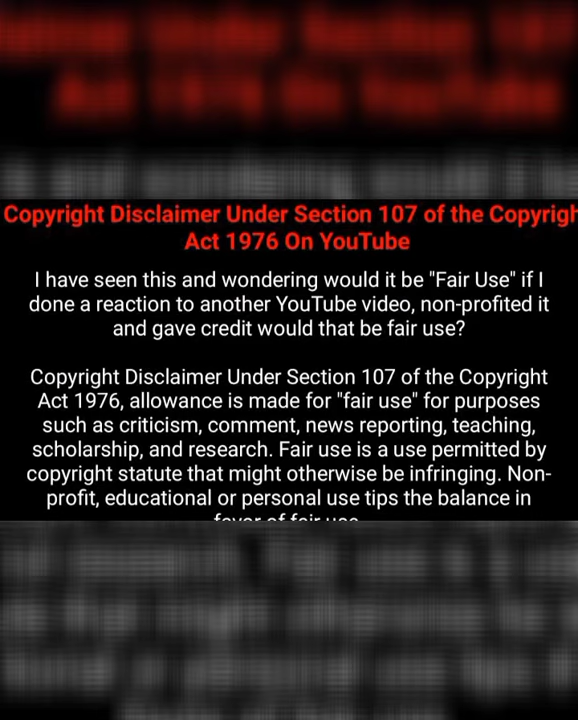 Copyright Disclaimer Under Section 107 of the Copyrigh
Act 1976 On YouTube
I have seen this and wondering would it be "Fair Use" if I
done a reaction to another YouTube video, non-profited it
and gave credit would that be fair use?
Copyright Disclaimer Under Section 107 of the Copyright
Act 1976, allowance is made for "fair use" for purposes
such as criticism, comment, news reporting, teaching,
scholarship, and research. Fair use is a use permitted by
copyright statute that might otherwise be infringing. Non-
profit, educational or personal use tips the balance in
favor of fair use